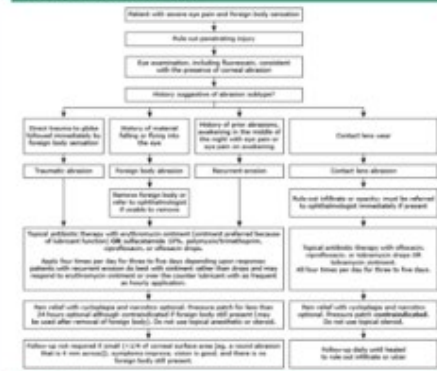 Patient with severe eye pain and foreign body sensation
Rule out penetrating injury
Eye examination, including fluorescein, consistent
with the presence of corneal abrasion
History suggestive of abrasion subtype?
Direct trauma to globe
followed immediately by
foreign body sensation
History of material
falling or flying into
the eye
History of prior abrasions,
awakening in the middle of
the night with eye pain or
eye pain on awakening
Contact lens wear
Traumatic abrasion
Foreign body abrasion
Recurrent erosion
Contact lens abrasion
Remove foreign body or
refer to ophthalmologist
if unable to remove
Rule out infiltrate or opacity; must be referred
to ophthalmologist immediately if present
Topical antibiotic therapy with erythromycin ointment (ointment preferred because
of lubricant function) OR sulfacetamide 10%, polymyxin/trimethoprim,
ciprofloxacin, or ofloxacin drops.
Apply four times per day for three to five days depending upon response;
patients with recurrent erosion do best with ointment rather than drops and may
respond to erythromycin ointment or over the counter lubricant with as frequent
as hourly application.
Topical antibiotic therapy with ofloxacin,
ciprofloxacin, or tobramycin drops OR
tobramycin ointment
All four times per day for three to five days.
Pain relief with cycloplegia and narcotics optional. Pressure patch for less than
24 hours optional although contraindicated if foreign body still present (may
be used after removal of foreign body). Do not use topical anesthetic or steroid.
Pain relief with cycloplegia and narcotics
optional. Pressure patch contraindicated.
Do not use topical steroid.
Follow-up not required if small (<1/4 of corneal surface area [eg, a round abrasion
that is 4 mm across]), symptoms improve, vision is good, and there is no
foreign body still present.
Follow-up daily until healed
to rule out infiltrate or ulcer